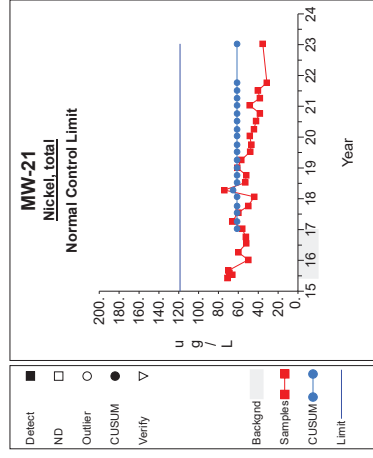 MW-21
Nickel, total
Normal Control Limit
200.
180.
160.
140.
120.
100.
80.
60.
40.
20.
0.
u
g
/
L
15
16
17
18
19
20
21
22
23
24
Year
Detect
ND
Outlier
CUSUM
Verify
Backgnd
Samples
CUSUM
Limit